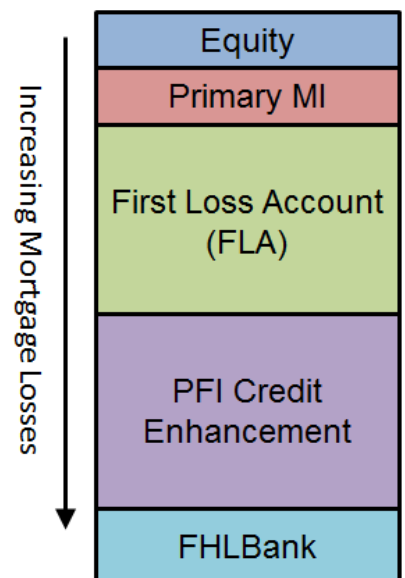 Increasing Mortgage Losses
Equity
Primary MI
First Loss Account
(FLA)
PFI Credit
Enhancement
FHLBank